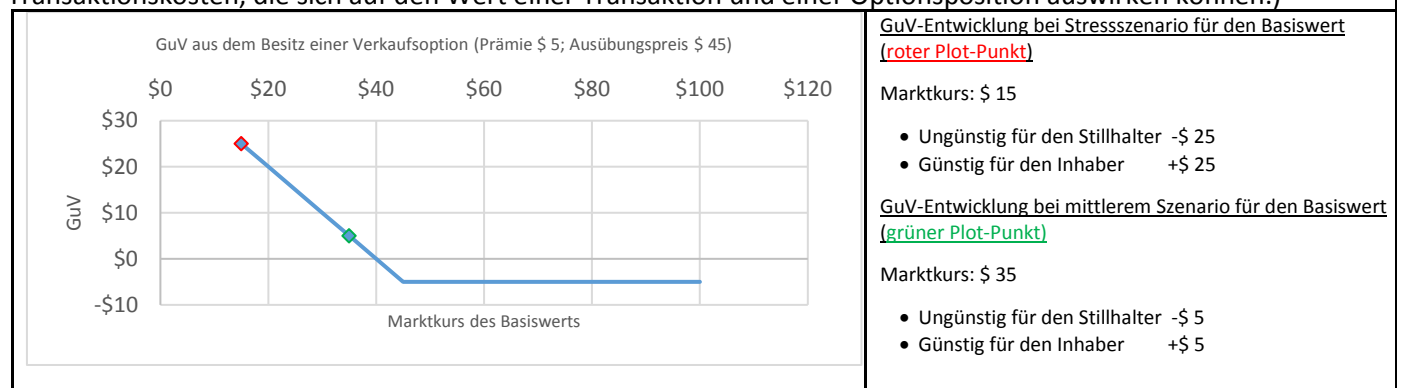 Transaktionskosten, die sich auf den Wert einer Transaktion und einer Optionsposition auswirken können.)
GuV aus dem Besitz einer Verkaufsoption (Prämie $ 5; Ausübungspreis $ 45)
$0 $20 $40 $60 $80 $100 $120
$30
$20
$10
$0
-$10
GuV
Marktkurs des Basiswerts
GuV-Entwicklung bei Stressszenario für den Basiswert
(roter Plot-Punkt)
Marktkurs: $ 15
• Ungünstig für den Stillhalter -$ 25
• Günstig für den Inhaber +$ 25
GuV-Entwicklung bei mittlerem Szenario für den Basiswert
(grüner Plot-Punkt)
Marktkurs: $ 35
• Ungünstig für den Stillhalter -$ 5
• Günstig für den Inhaber +$ 5